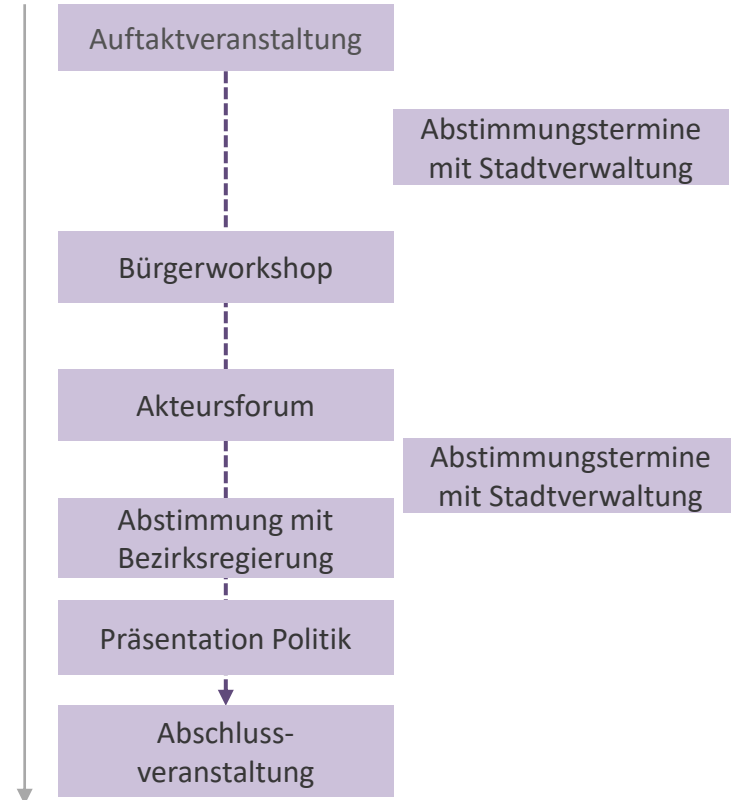 Auftaktveranstaltung
Abstimmungstermine
mit Stadtverwaltung
Bürgerworkshop
Akteursforum
Abstimmungstermine
mit Stadtverwaltung
Abstimmung mit
Bezirksregierung
Präsentation Politik
Abschluss-
veranstaltung